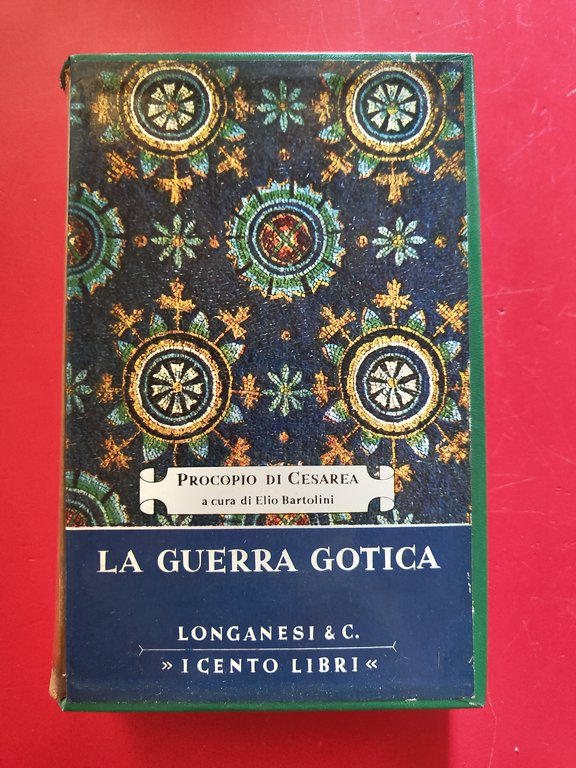 PROCOPIO DI CESAREA
a cura di Elio Bartolini
LA GUERRA GOTICA
LONGANESI & C.
» I CENTO LIBRI «